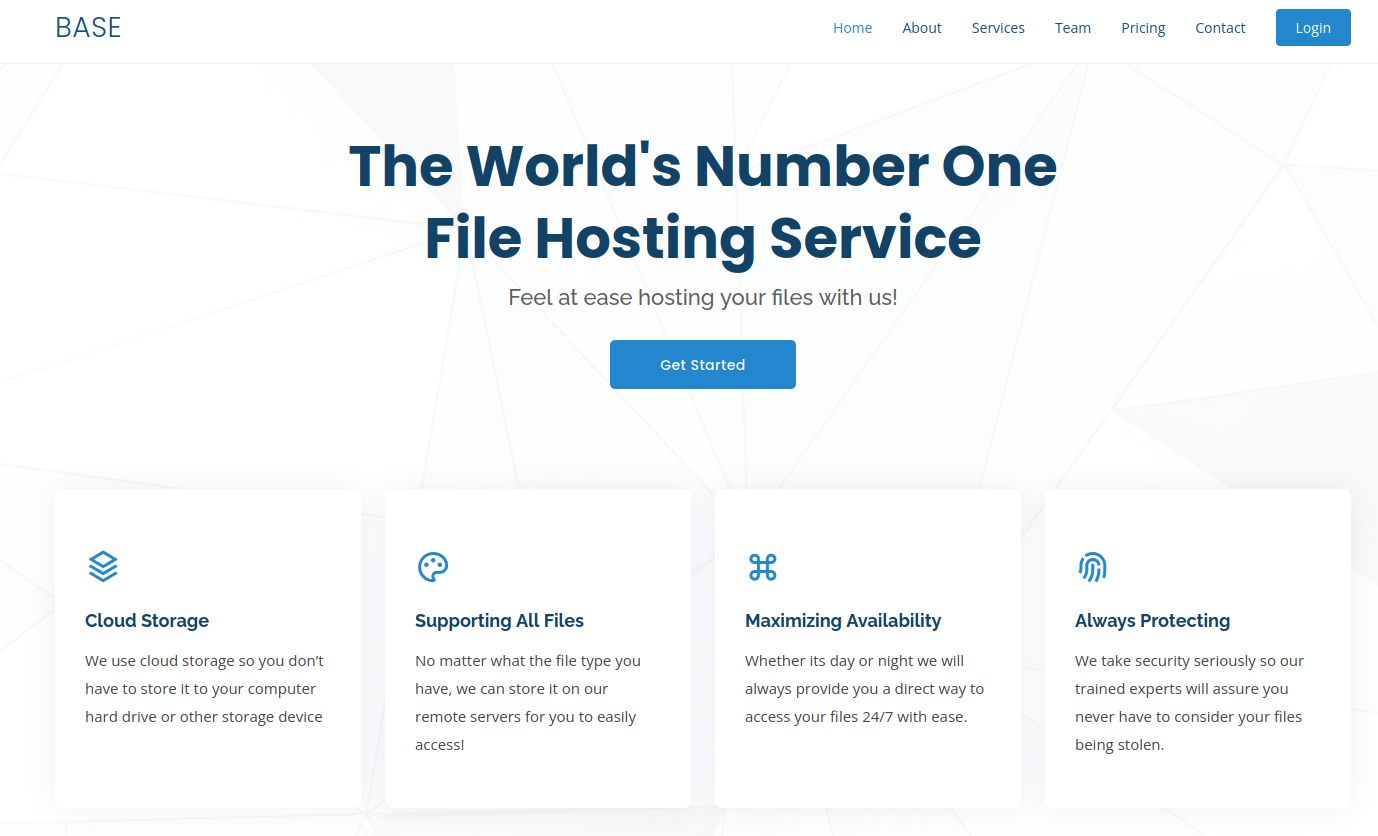 BASE
Home About Services Team Pricing Contact Login
The World's Number One
File Hosting Service
Feel at ease hosting your files with us!
Get Started
Cloud Storage
We use cloud storage so you don’t
have to store it to your computer
hard drive or other storage device
Supporting All Files
No matter what the file type you
have, we can store it on our
remote servers for you to easily
access!
Maximizing Availability
Whether its day or night we will
always provide you a direct way to
access your files 24/7 with ease.
Always Protecting
We take security seriously so our
trained experts will assure you
never have to consider your files
being stolen.